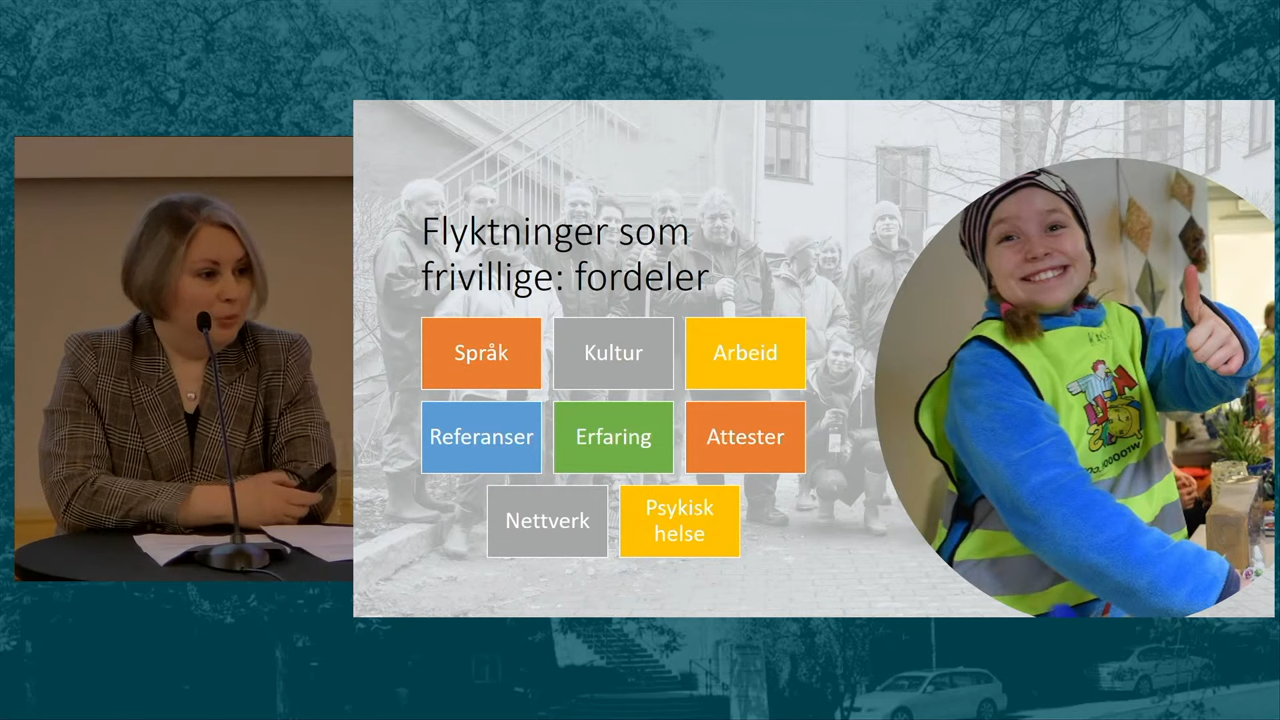 Flyktninger som
frivillige: fordeler
Språk
Kultur
Arbeid
Referanser
Erfaring
Attester
Nettverk
Psykisk
helse